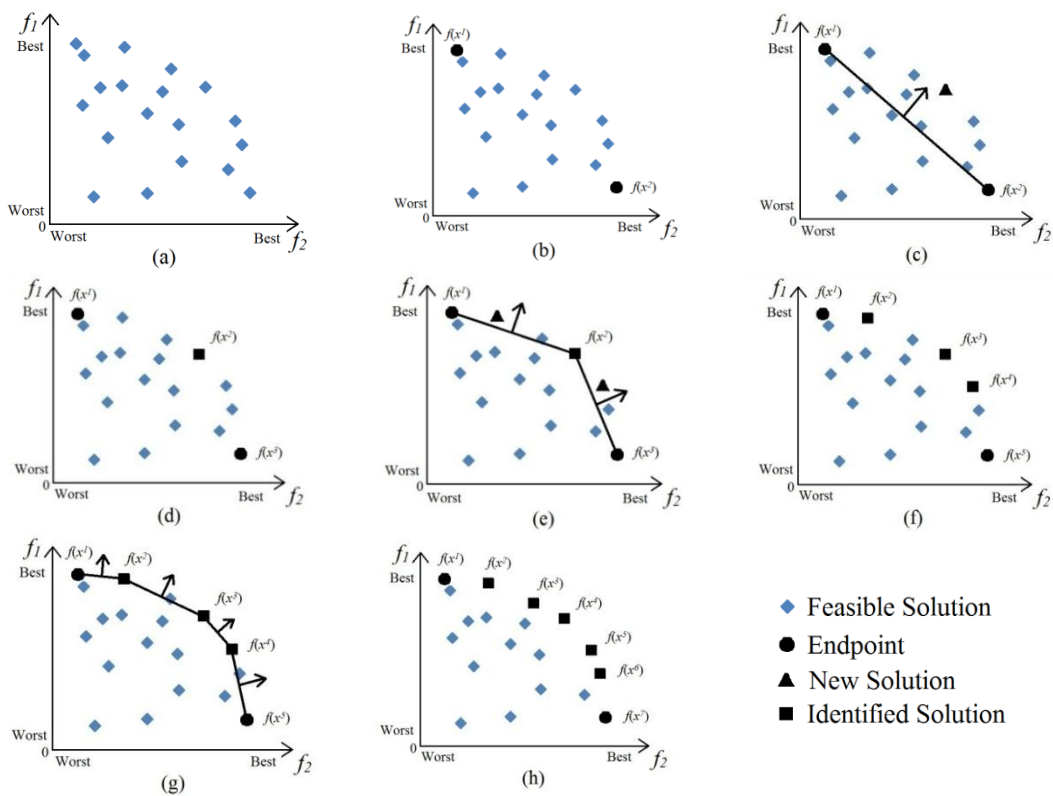 f1
Best
Worst
0
Worst
Best
f2
(a)
f1
f(x¹)
Best
f(x²)
Worst
0
Worst
Best
f2
(b)
f1
f(x¹)
Best
f(x²)
Worst
0
Worst
Best
f2
(c)
f1
f(x¹)
Best
f(x²)
f(x³)
Worst
0
Worst
Best
f2
(d)
f1
f(x¹)
Best
f(x²)
f(x³)
Worst
0
Worst
Best
f2
(e)
f1
f(x¹)
f(x²)
Best
f(x³)
f(x⁴)
f(x⁵)
Worst
0
Worst
Best
f2
(f)
f1
f(x¹)
f(x²)
Best
f(x³)
f(x⁴)
f(x⁵)
Worst
0
Worst
Best
f2
(g)
f1
f(x¹)
f(x²)
Best
f(x³)
f(x⁴)
f(x⁵)
f(x⁶)
f(x⁷)
Worst
0
Worst
Best
f2
(h)
Feasible Solution
Endpoint
New Solution
Identified Solution